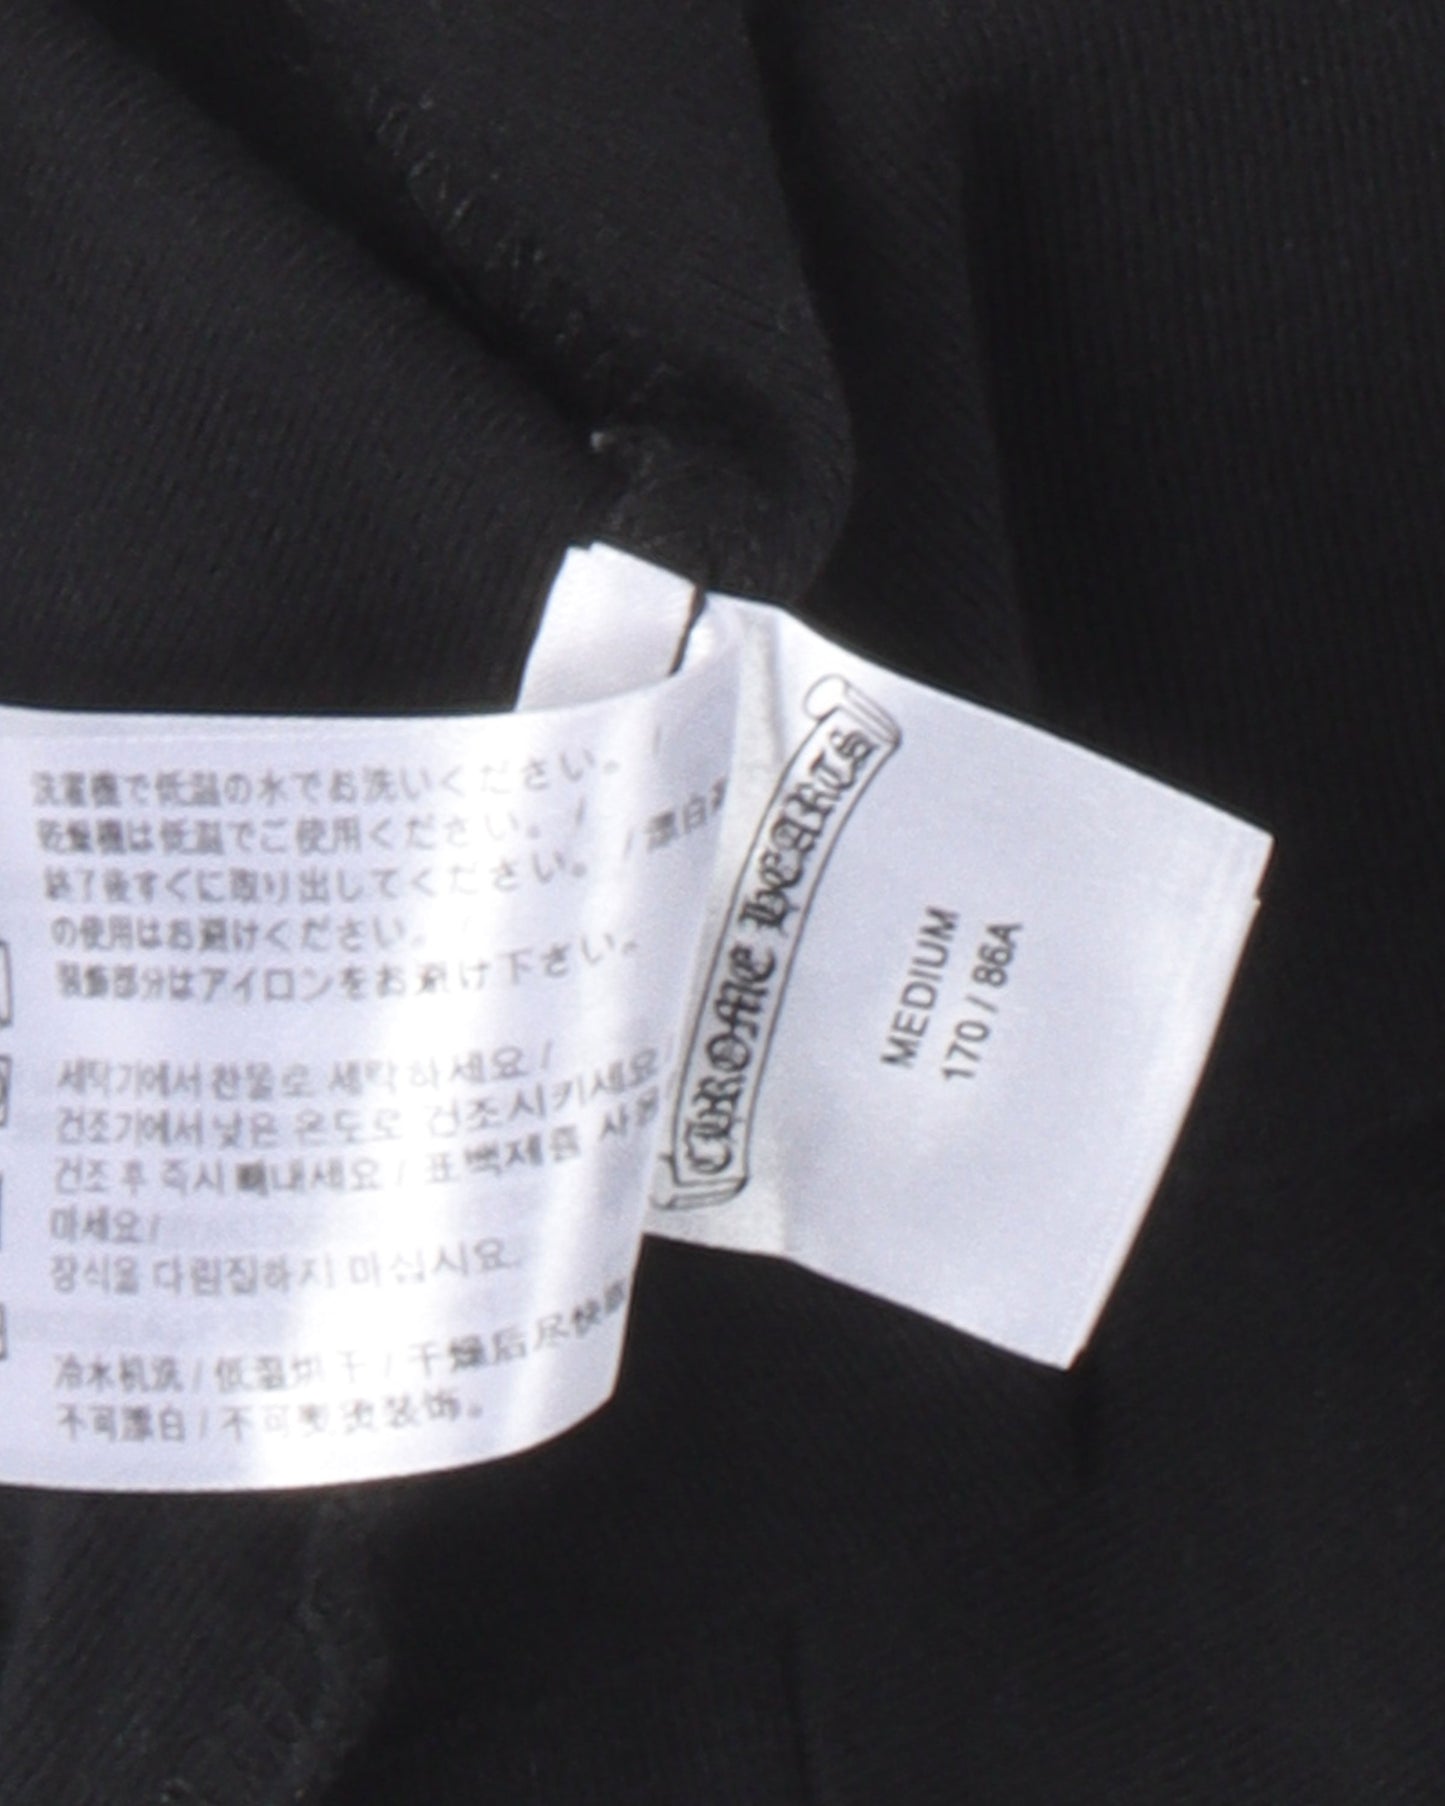 洗濯機で低温の水でお洗いください。 /
乾燥機は低温でご使用ください。 / / 漂白
終了後すぐに取り出してください。
の使用はお避けください。 /
装飾部分はアイロンをお避け下さい。
세탁기에서 찬물로 세탁하세요 /
건조기에서 낮은 온도로 건조시키세요
건조 후 즉시 빼내세요 / 표백제품
마세요 /
장식을 다림질하지 마십시요.
冷水机洗 / 低温烘干 / 干燥后尽快
不可漂白 / 不可熨烫装饰。
CHROME HEARTS
MEDIUM
170 / 86A